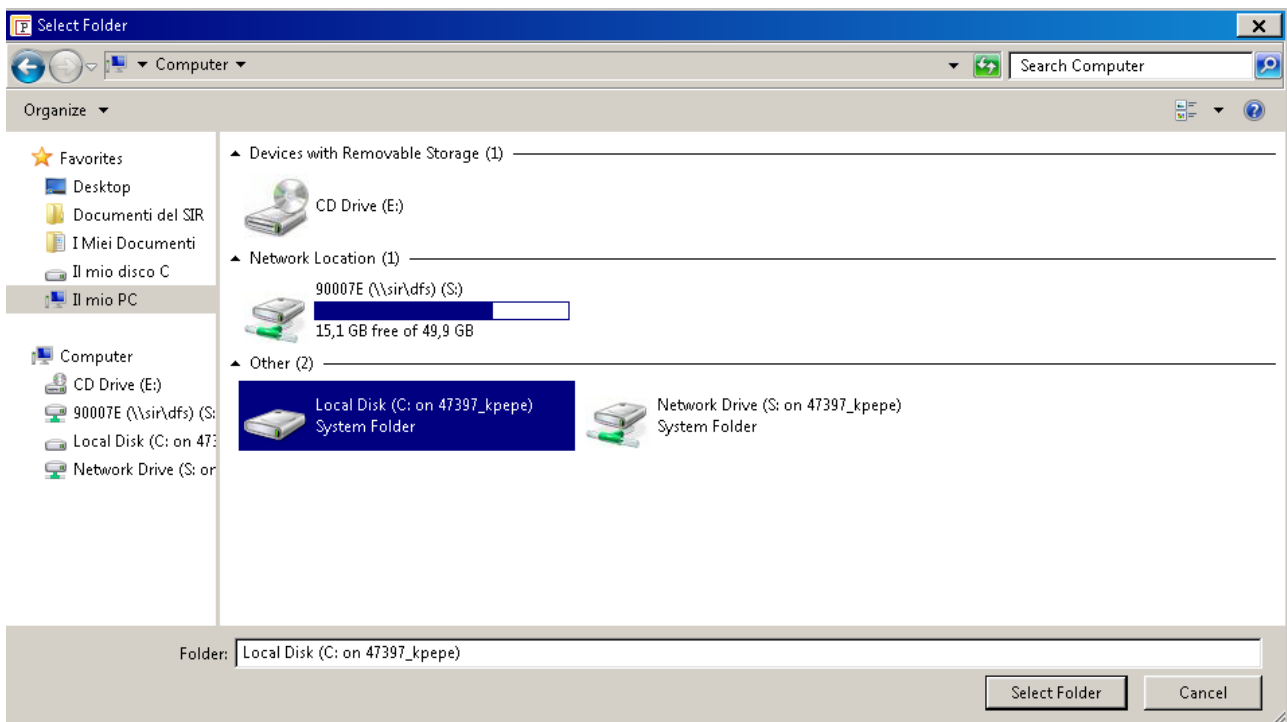 Select Folder
Computer
Search Computer
Organize
Favorites
Desktop
Documenti del SIR
I Miei Documenti
Il mio disco C
Il mio PC
Computer
CD Drive (E:)
90007E (\\sir\dfs) (S:
Local Disk (C: on 473
Network Drive (S: on
Devices with Removable Storage (1)
CD Drive (E:)
Network Location (1)
90007E (\\sir\dfs) (S:)
15,1 GB free of 49,9 GB
Other (2)
Local Disk (C: on 47397_kpepe)
System Folder
Network Drive (S: on 47397_kpepe)
System Folder
Folder: Local Disk (C: on 47397_kpepe)
Select Folder
Cancel